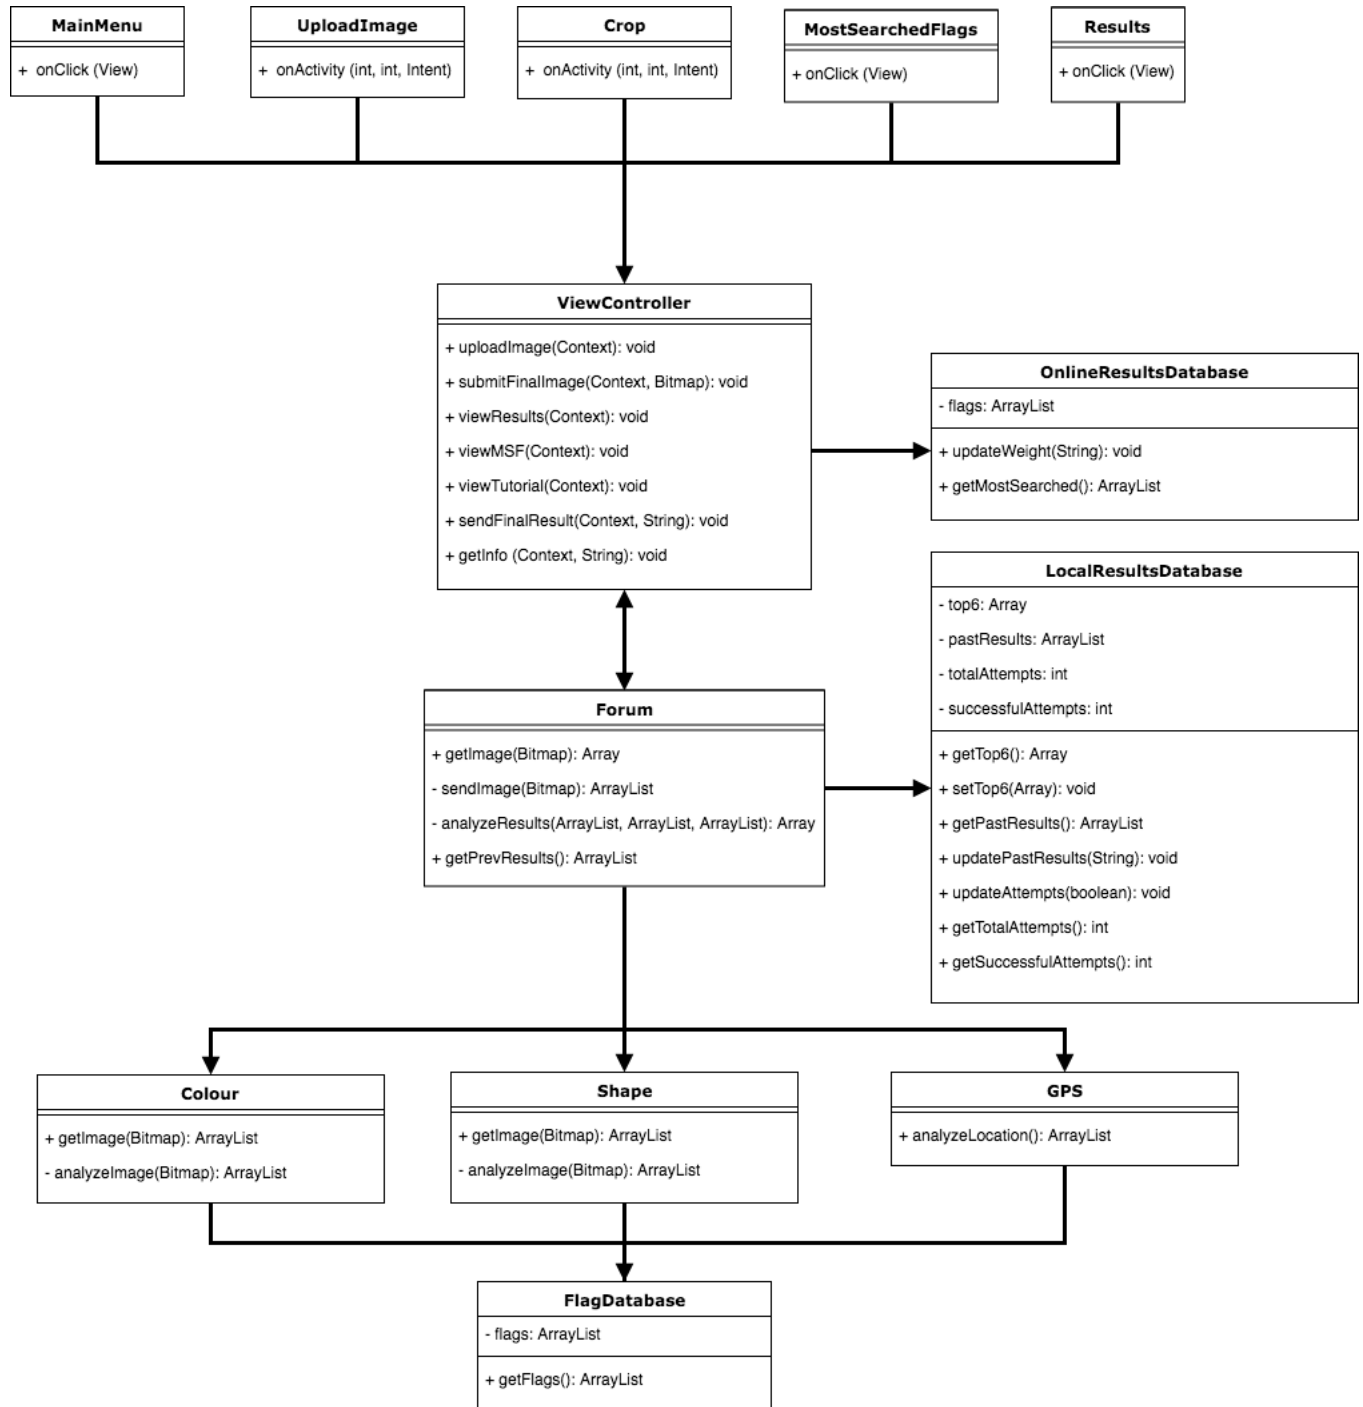 MainMenu
+ onClick (View)
UploadImage
+ onActivity (int, int, Intent)
Crop
+ onActivity (int, int, Intent)
MostSearchedFlags
+ onClick (View)
Results
+ onClick (View)
ViewController
+ uploadImage(Context): void
+ submitFinalImage(Context, Bitmap): void
+ viewResults(Context): void
+ viewMSF(Context): void
+ viewTutorial(Context): void
+ sendFinalResult(Context, String): void
+ getInfo (Context, String): void
OnlineResultsDatabase
- flags: ArrayList
+ updateWeight(String): void
+ getMostSearched(): ArrayList
LocalResultsDatabase
- top6: Array
- pastResults: ArrayList
- totalAttempts: int
- successfulAttempts: int
+ getTop6(): Array
+ setTop6(Array): void
+ getPastResults(): ArrayList
+ updatePastResults(String): void
+ updateAttempts(boolean): void
+ getTotalAttempts(): int
+ getSuccessfulAttempts(): int
Forum
+ getImage(Bitmap): Array
- sendImage(Bitmap): ArrayList
- analyzeResults(ArrayList, ArrayList, ArrayList): Array
+ getPrevResults(): ArrayList
Colour
+ getImage(Bitmap): ArrayList
- analyzeImage(Bitmap): ArrayList
Shape
+ getImage(Bitmap): ArrayList
- analyzeImage(Bitmap): ArrayList
GPS
+ analyzeLocation(): ArrayList
FlagDatabase
- flags: ArrayList
+ getFlags(): ArrayList